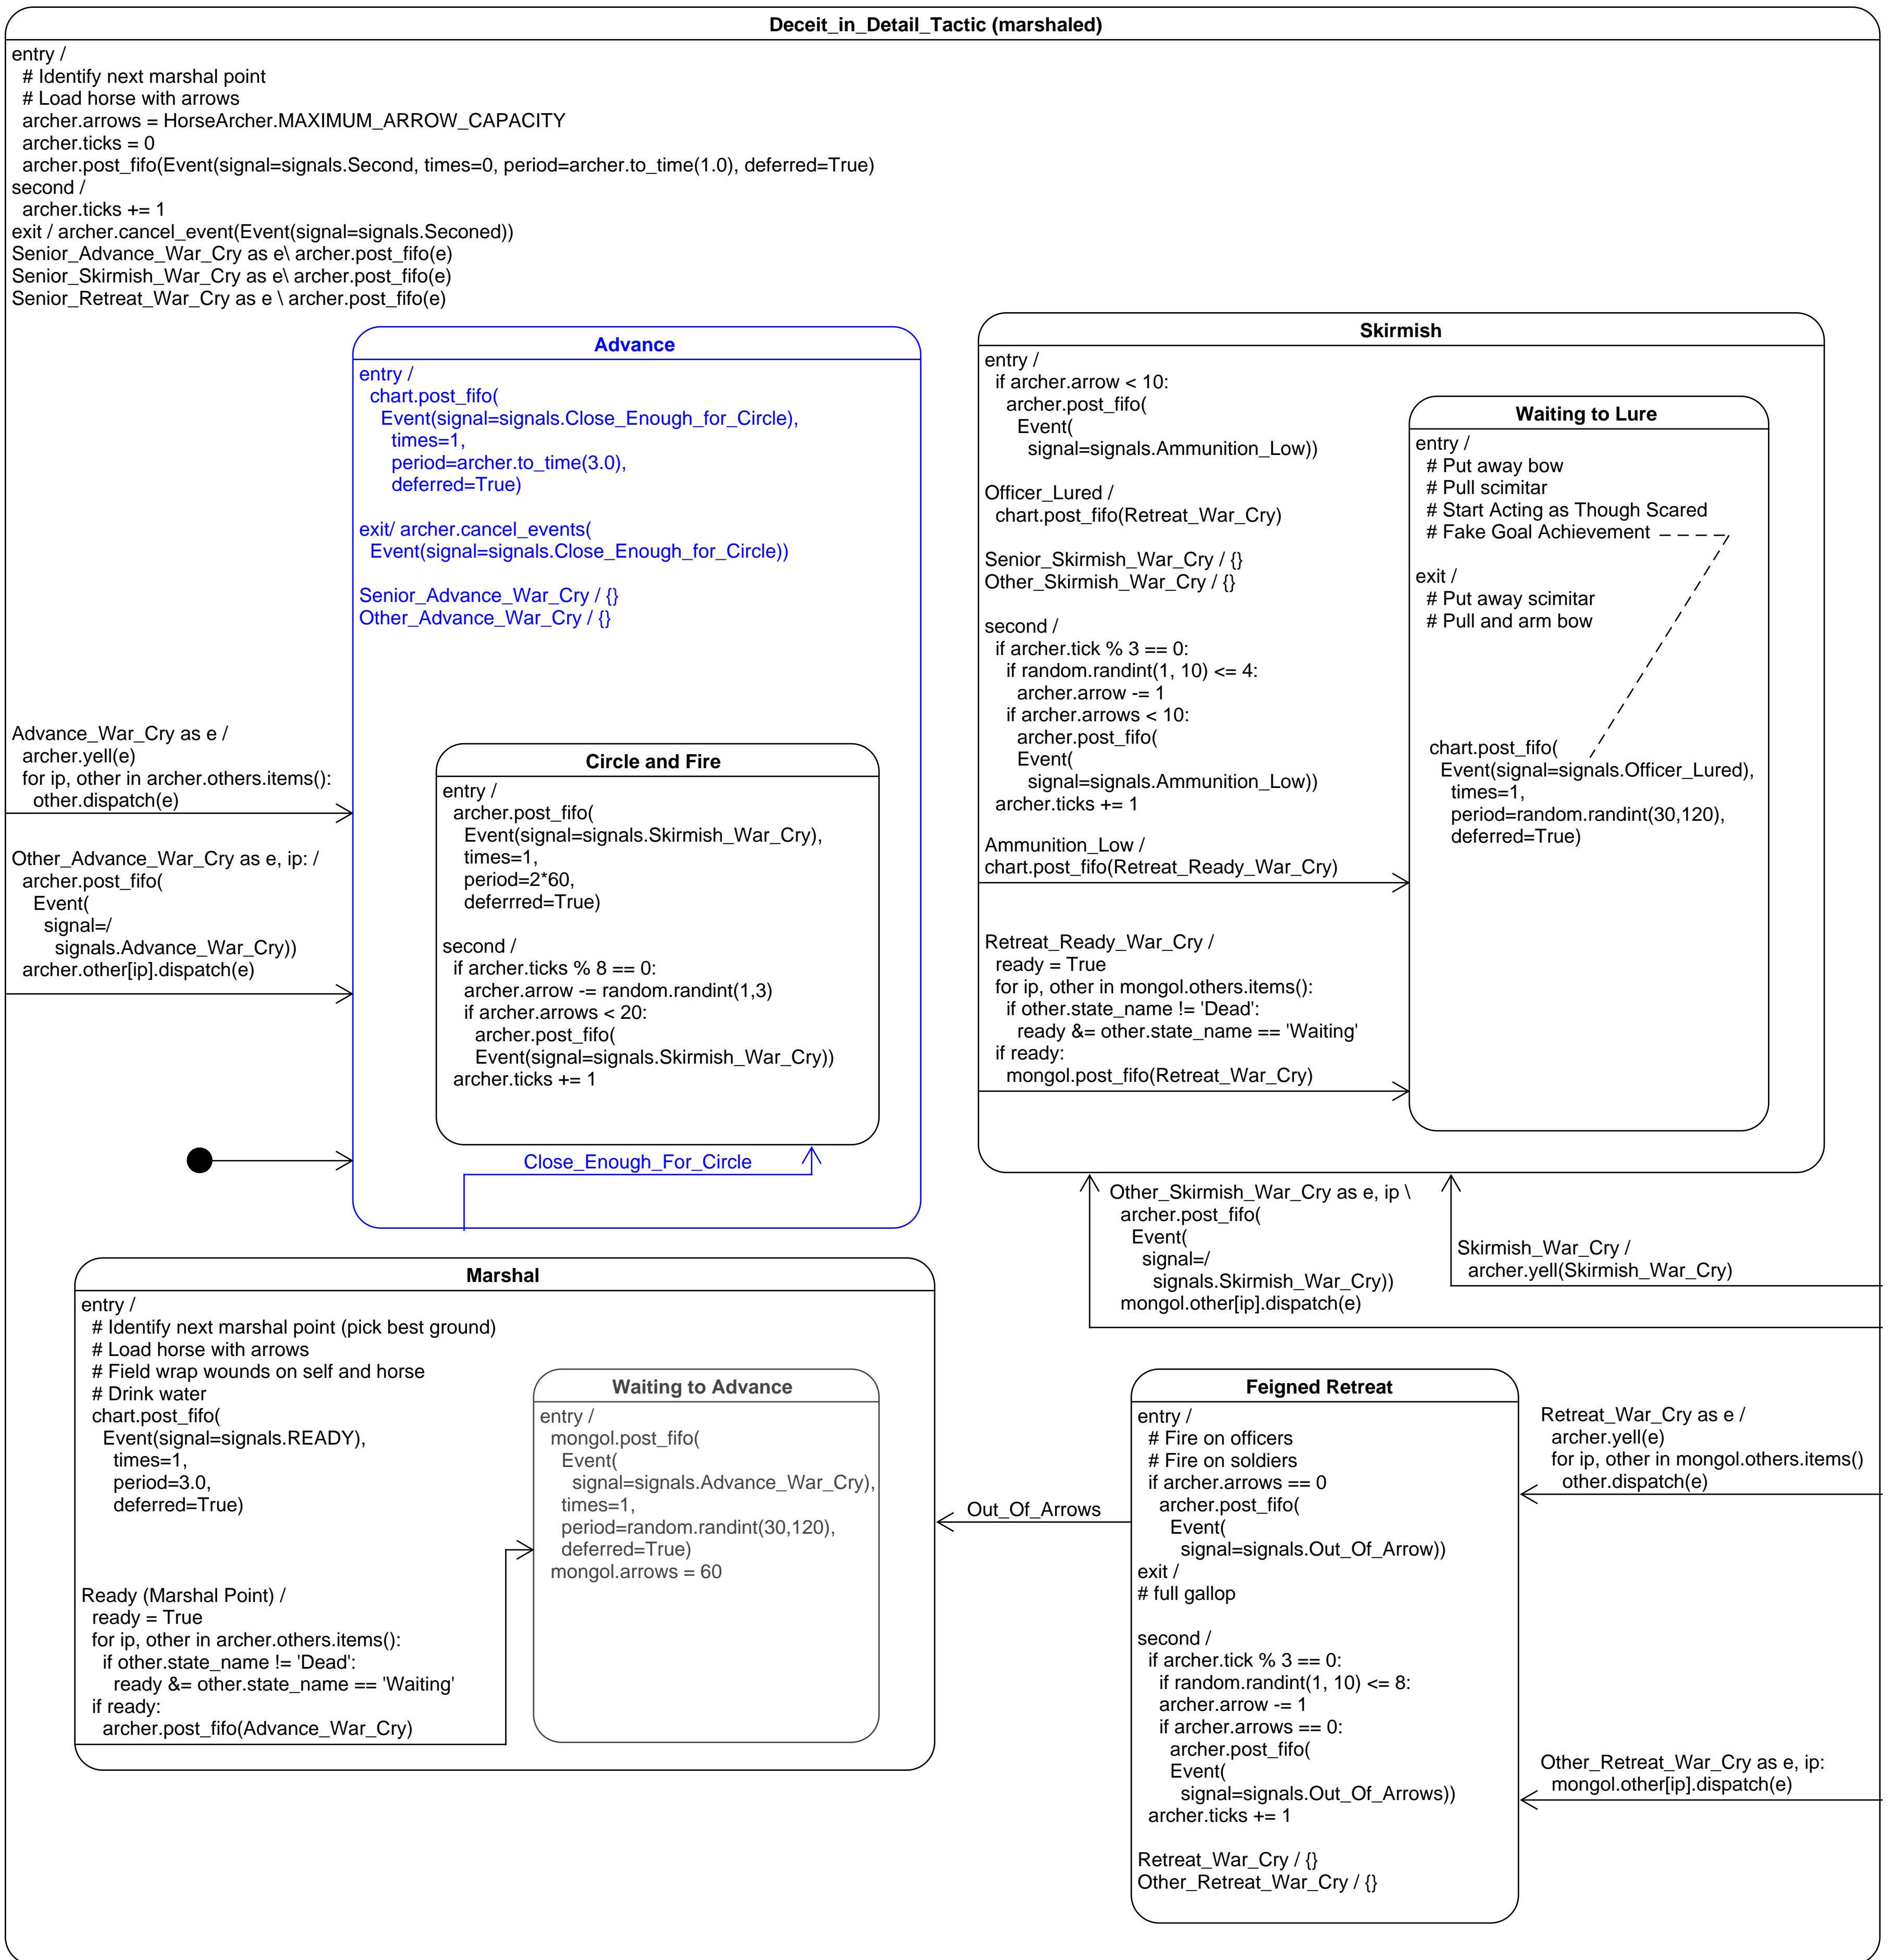 Deceit_in_Detail_Tactic (marshaled)
entry /
# Identify next marshal point
# Load horse with arrows
archer.arrows = HorseArcher.MAXIMUM_ARROW_CAPACITY
archer.ticks = 0
archer.post_fifo(Event(signal=signals.Second, times=0, period=archer.to_time(1.0), deferred=True)
second /
archer.ticks += 1
exit / archer.cancel_event(Event(signal=signals.Seconed))
Senior_Advance_War_Cry as e\ archer.post_fifo(e)
Senior_Skirmish_War_Cry as e\ archer.post_fifo(e)
Senior_Retreat_War_Cry as e \ archer.post_fifo(e)
Advance_War_Cry as e /
archer.yell(e)
for ip, other in archer.others.items():
other.dispatch(e)
Other_Advance_War_Cry as e, ip: /
archer.post_fifo(
Event(
signal=/
signals.Advance_War_Cry))
archer.other[ip].dispatch(e)
Advance
entry /
chart.post_fifo(
Event(signal=signals.Close_Enough_for_Circle),
times=1,
period=archer.to_time(3.0),
deferred=True)
exit/ archer.cancel_events(
Event(signal=signals.Close_Enough_for_Circle))
Senior_Advance_War_Cry / {}
Other_Advance_War_Cry / {}
Circle and Fire
entry /
archer.post_fifo(
Event(signal=signals.Skirmish_War_Cry),
times=1,
period=2*60,
deferrred=True)
second /
if archer.ticks % 8 == 0:
archer.arrow -= random.randint(1,3)
if archer.arrows < 20:
archer.post_fifo(
Event(signal=signals.Skirmish_War_Cry))
archer.ticks += 1
Close_Enough_For_Circle
Skirmish
entry /
if archer.arrow < 10:
archer.post_fifo(
Event(
signal=signals.Ammunition_Low))
Officer_Lured /
chart.post_fifo(Retreat_War_Cry)
Senior_Skirmish_War_Cry / {}
Other_Skirmish_War_Cry / {}
second /
if archer.tick % 3 == 0:
if random.randint(1, 10) <= 4:
archer.arrow -= 1
if archer.arrows < 10:
archer.post_fifo(
Event(
signal=signals.Ammunition_Low))
archer.ticks += 1
Ammunition_Low /
chart.post_fifo(Retreat_Ready_War_Cry)
Retreat_Ready_War_Cry /
ready = True
for ip, other in mongol.others.items():
if other.state_name != 'Dead':
ready &= other.state_name == 'Waiting'
if ready:
mongol.post_fifo(Retreat_War_Cry)
Waiting to Lure
entry /
# Put away bow
# Pull scimitar
# Start Acting as Though Scared
# Fake Goal Achievement
exit /
# Put away scimitar
# Pull and arm bow
chart.post_fifo(
Event(signal=signals.Officer_Lured),
times=1,
period=random.randint(30,120),
deferred=True)
Other_Skirmish_War_Cry as e, ip \
archer.post_fifo(
Event(
signal=/
signals.Skirmish_War_Cry))
mongol.other[ip].dispatch(e)
Skirmish_War_Cry /
archer.yell(Skirmish_War_Cry)
Marshal
entry /
# Identify next marshal point (pick best ground)
# Load horse with arrows
# Field wrap wounds on self and horse
# Drink water
chart.post_fifo(
Event(signal=signals.READY),
times=1,
period=3.0,
deferred=True)
Ready (Marshal Point) /
ready = True
for ip, other in archer.others.items():
if other.state_name != 'Dead':
ready &= other.state_name == 'Waiting'
if ready:
archer.post_fifo(Advance_War_Cry)
Waiting to Advance
entry /
mongol.post_fifo(
Event(
signal=signals.Advance_War_Cry),
times=1,
period=random.randint(30,120),
deferred=True)
mongol.arrows = 60
Out_Of_Arrows
Feigned Retreat
entry /
# Fire on officers
# Fire on soldiers
if archer.arrows == 0
archer.post_fifo(
Event(
signal=signals.Out_Of_Arrow))
exit /
# full gallop
second /
if archer.tick % 3 == 0:
if random.randint(1, 10) <= 8:
archer.arrow -= 1
if archer.arrows == 0:
archer.post_fifo(
Event(
signal=signals.Out_Of_Arrows))
archer.ticks += 1
Retreat_War_Cry / {}
Other_Retreat_War_Cry / {}
Retreat_War_Cry as e /
archer.yell(e)
for ip, other in mongol.others.items()
other.dispatch(e)
Other_Retreat_War_Cry as e, ip:
mongol.other[ip].dispatch(e)